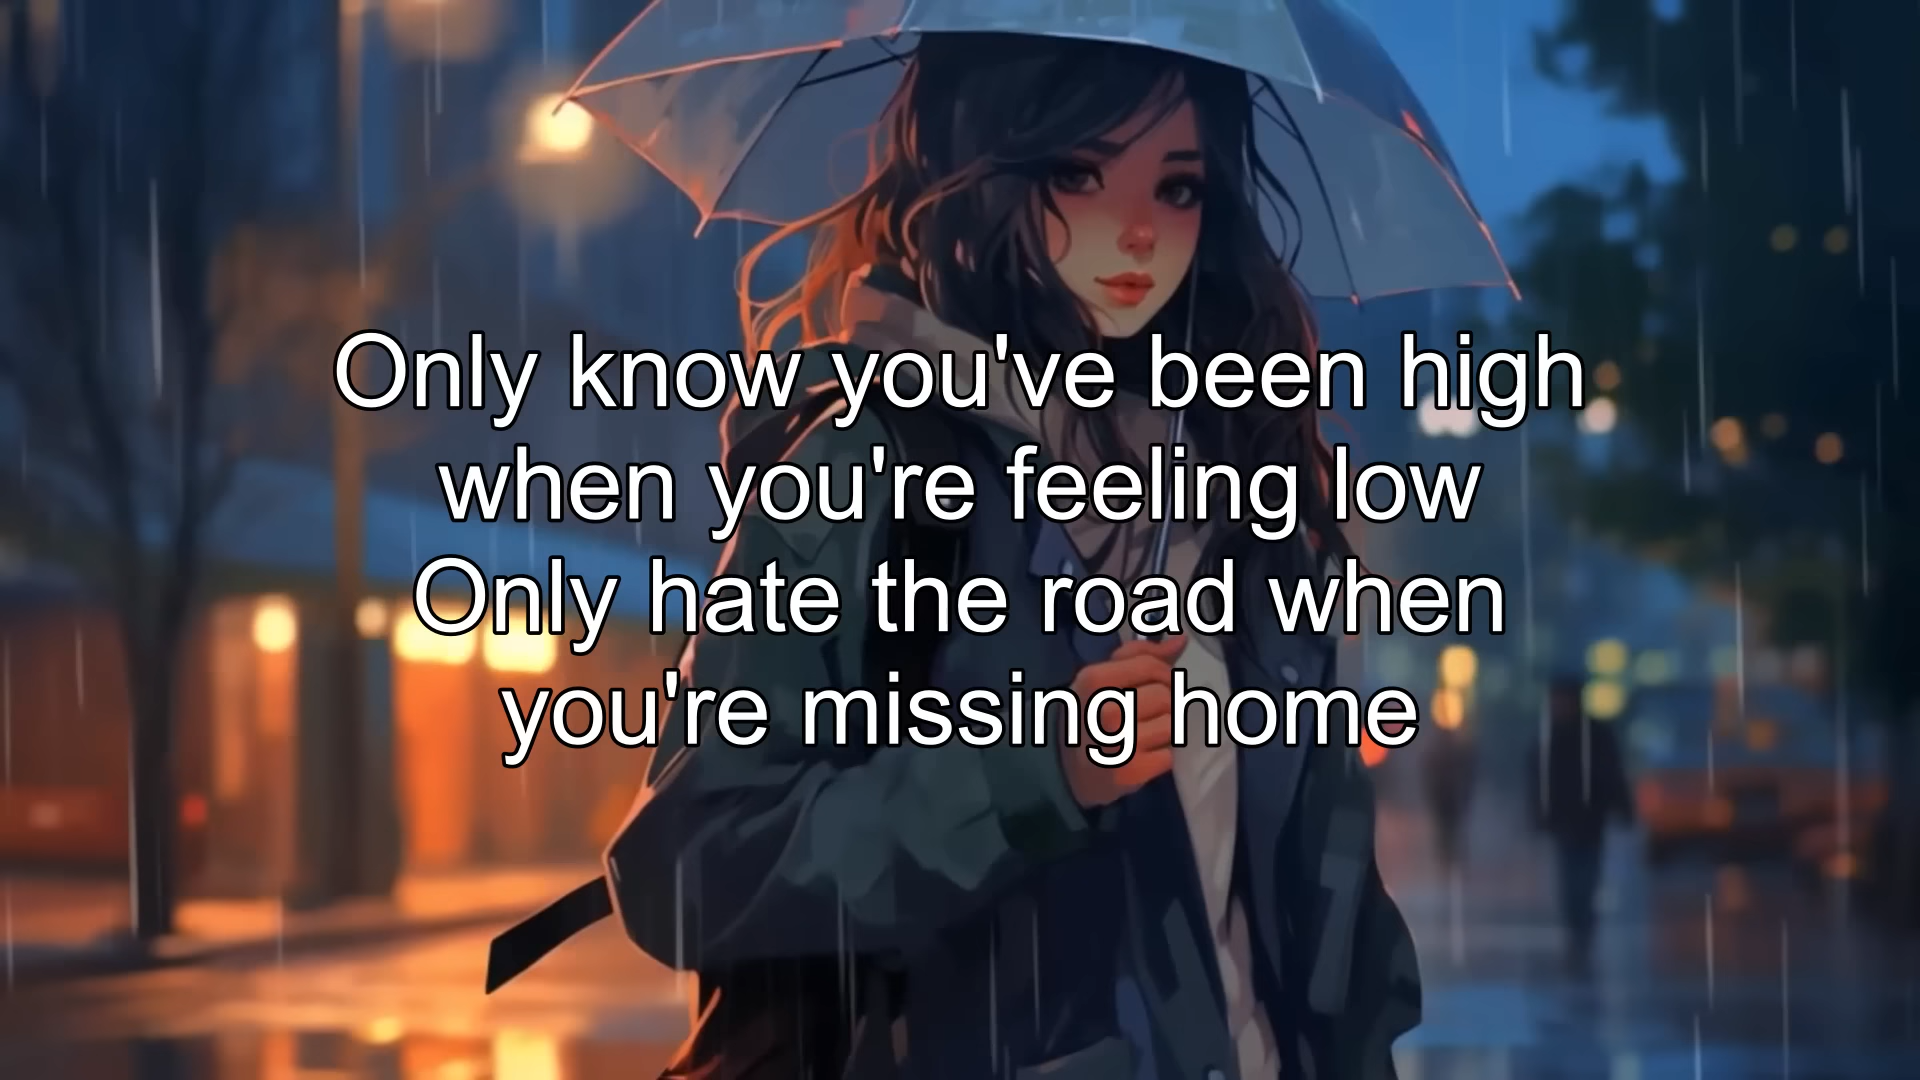 Only know you've been high
when you're feeling low
Only hate the road when
you're missing home